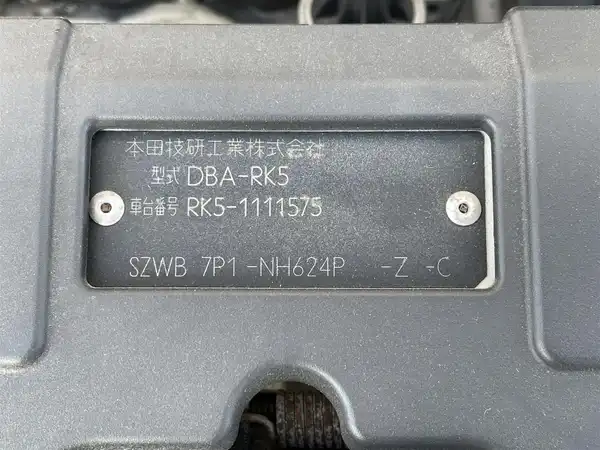 本田技研工業株式会社
型式 DBA-RK5
車台番号 RK5-1111575
SZWB 7P1 -NH624P -Z -C